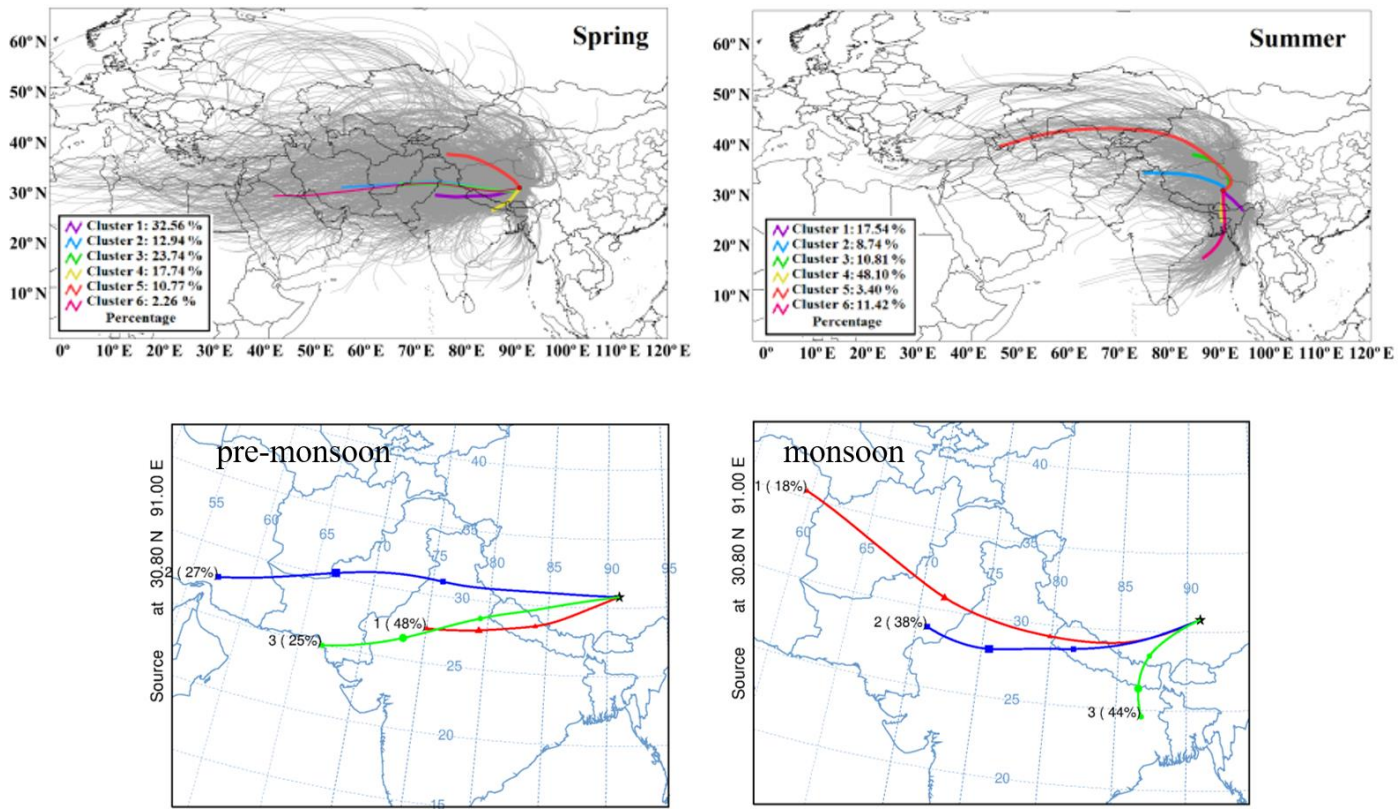 Spring
60° N
50° N
40° N
30° N
20° N
10° N
Cluster 1: 32.56 %
Cluster 2: 12.94 %
Cluster 3: 23.74 %
Cluster 4: 17.74 %
Cluster 5: 10.77 %
Cluster 6: 2.26 %
Percentage
0° 10° E 20° E 30° E 40° E 50° E 60° E 70° E 80° E 90° E 100° E 110° E 120° E
Summer
60° N
50° N
40° N
30° N
20° N
10° N
Cluster 1: 17.54 %
Cluster 2: 8.74 %
Cluster 3: 10.81 %
Cluster 4: 48.10 %
Cluster 5: 3.40 %
Cluster 6: 11.42 %
Percentage
0° 10° E 20° E 30° E 40° E 50° E 60° E 70° E 80° E 90° E 100° E 110° E 120° E
pre-monsoon
Source at 30.80 N 91.00 E
40
55
60
65
35
70
75
80
85
90
95
2 ( 27%)
30
1 ( 48%)
3 ( 25%)
25
20
15
monsoon
Source at 30.80 N 91.00 E
40
1 ( 18%)
60
65
35
70
75
80
85
90
2 ( 38%)
30
25
3 ( 44%)
20